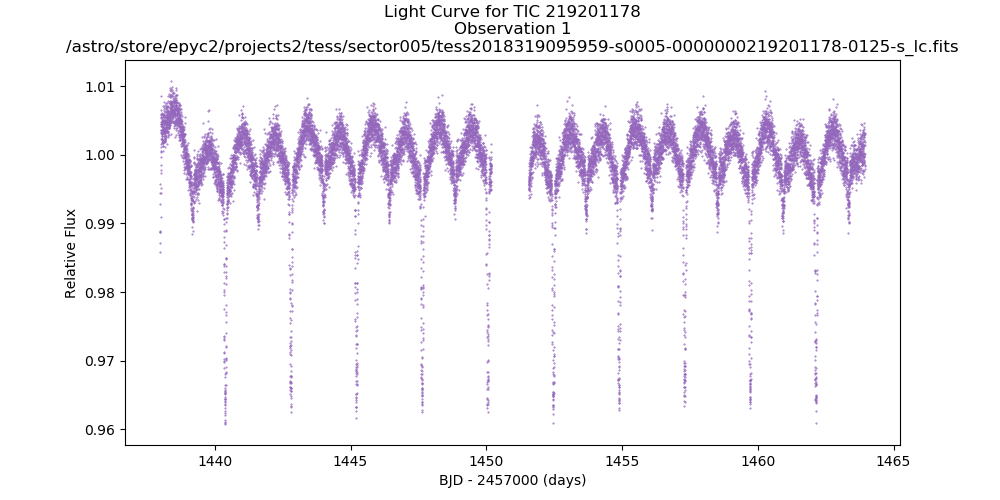 Light Curve for TIC 219201178
Observation 1
/astro/store/epyc2/projects2/tess/sector005/tess2018319095959-s0005-0000000219201178-0125-s_lc.fits
1.01
1.00
0.99
0.98
0.97
0.96
Relative Flux
1440
1445
1450
1455
1460
1465
BJD - 2457000 (days)